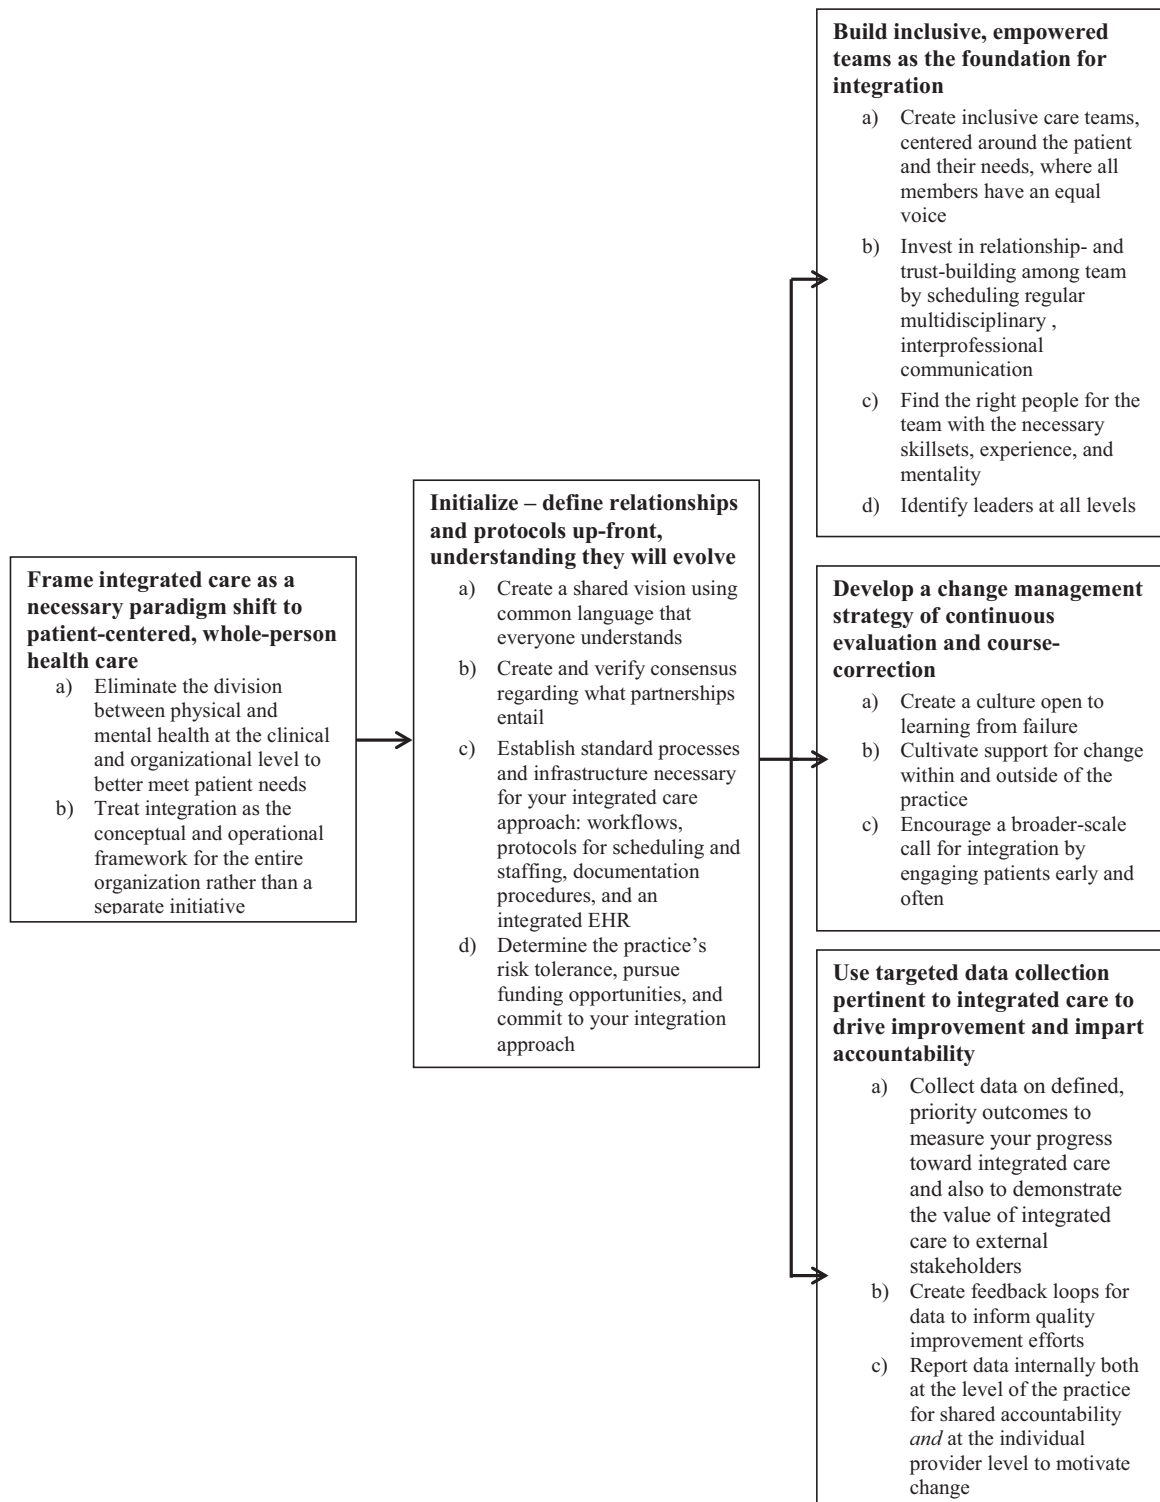 Frame integrated care as a
necessary paradigm shift to
patient-centered, whole-person
health care
a) Eliminate the division
between physical and
mental health at the clinical
and organizational level to
better meet patient needs
b) Treat integration as the
conceptual and operational
framework for the entire
organization rather than a
separate initiative
Initialize – define relationships
and protocols up-front,
understanding they will evolve
a) Create a shared vision using
common language that
everyone understands
b) Create and verify consensus
regarding what partnerships
entail
c) Establish standard processes
and infrastructure necessary
for your integrated care
approach: workflows,
protocols for scheduling and
staffing, documentation
procedures, and an
integrated EHR
d) Determine the practice’s
risk tolerance, pursue
funding opportunities, and
commit to your integration
approach
Build inclusive, empowered
teams as the foundation for
integration
a) Create inclusive care teams,
centered around the patient
and their needs, where all
members have an equal
voice
b) Invest in relationship- and
trust-building among team
by scheduling regular
multidisciplinary ,
interprofessional
communication
c) Find the right people for the
team with the necessary
skillsets, experience, and
mentality
d) Identify leaders at all levels
Develop a change management
strategy of continuous
evaluation and course-
correction
a) Create a culture open to
learning from failure
b) Cultivate support for change
within and outside of the
practice
c) Encourage a broader-scale
call for integration by
engaging patients early and
often
Use targeted data collection
pertinent to integrated care to
drive improvement and impart
accountability
a) Collect data on defined,
priority outcomes to
measure your progress
toward integrated care
and also to demonstrate
the value of integrated
care to external
stakeholders
b) Create feedback loops for
data to inform quality
improvement efforts
c) Report data internally both
at the level of the practice
for shared accountability
and at the individual
provider level to motivate
change